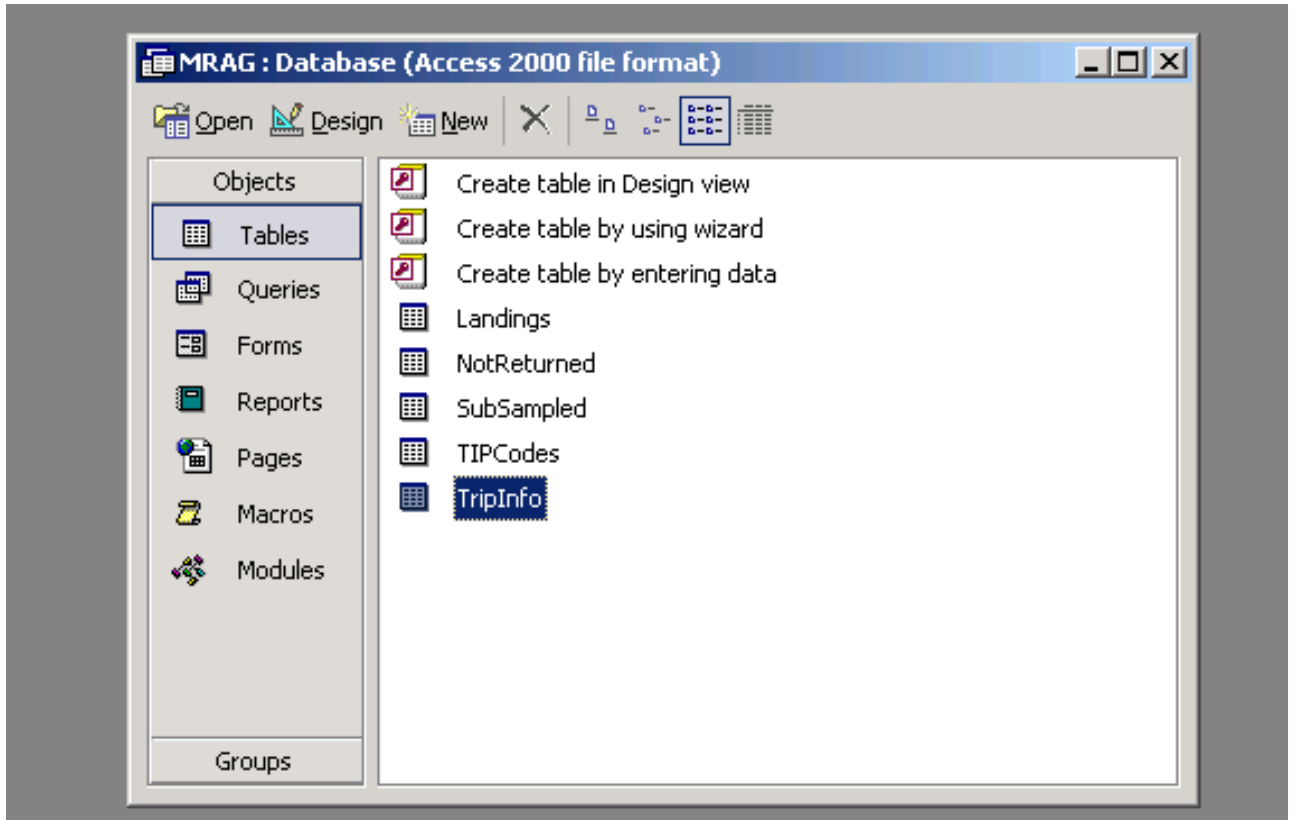 MRAG : Database (Access 2000 file format)
Open Design New
Objects
Tables
Queries
Forms
Reports
Pages
Macros
Modules
Groups
Create table in Design view
Create table by using wizard
Create table by entering data
Landings
NotReturned
SubSampled
TIPCodes
TripInfo